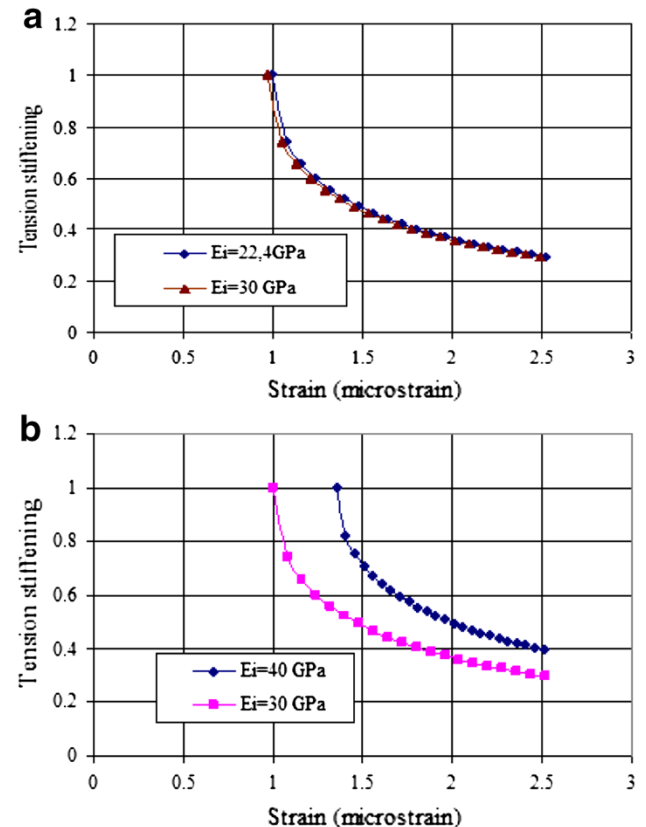 a
1.2
1
0.8
0.6
0.4
0.2
0
Tension stiffening
Ei=22,4GPa
Ei=30 GPa
0 0.5 1 1.5 2 2.5 3
Strain (microstrain)
b
1.2
1
0.8
0.6
0.4
0.2
0
Tension stiffening
Ei=40 GPa
Ei=30 GPa
0 0.5 1 1.5 2 2.5 3
Strain (microstrain)